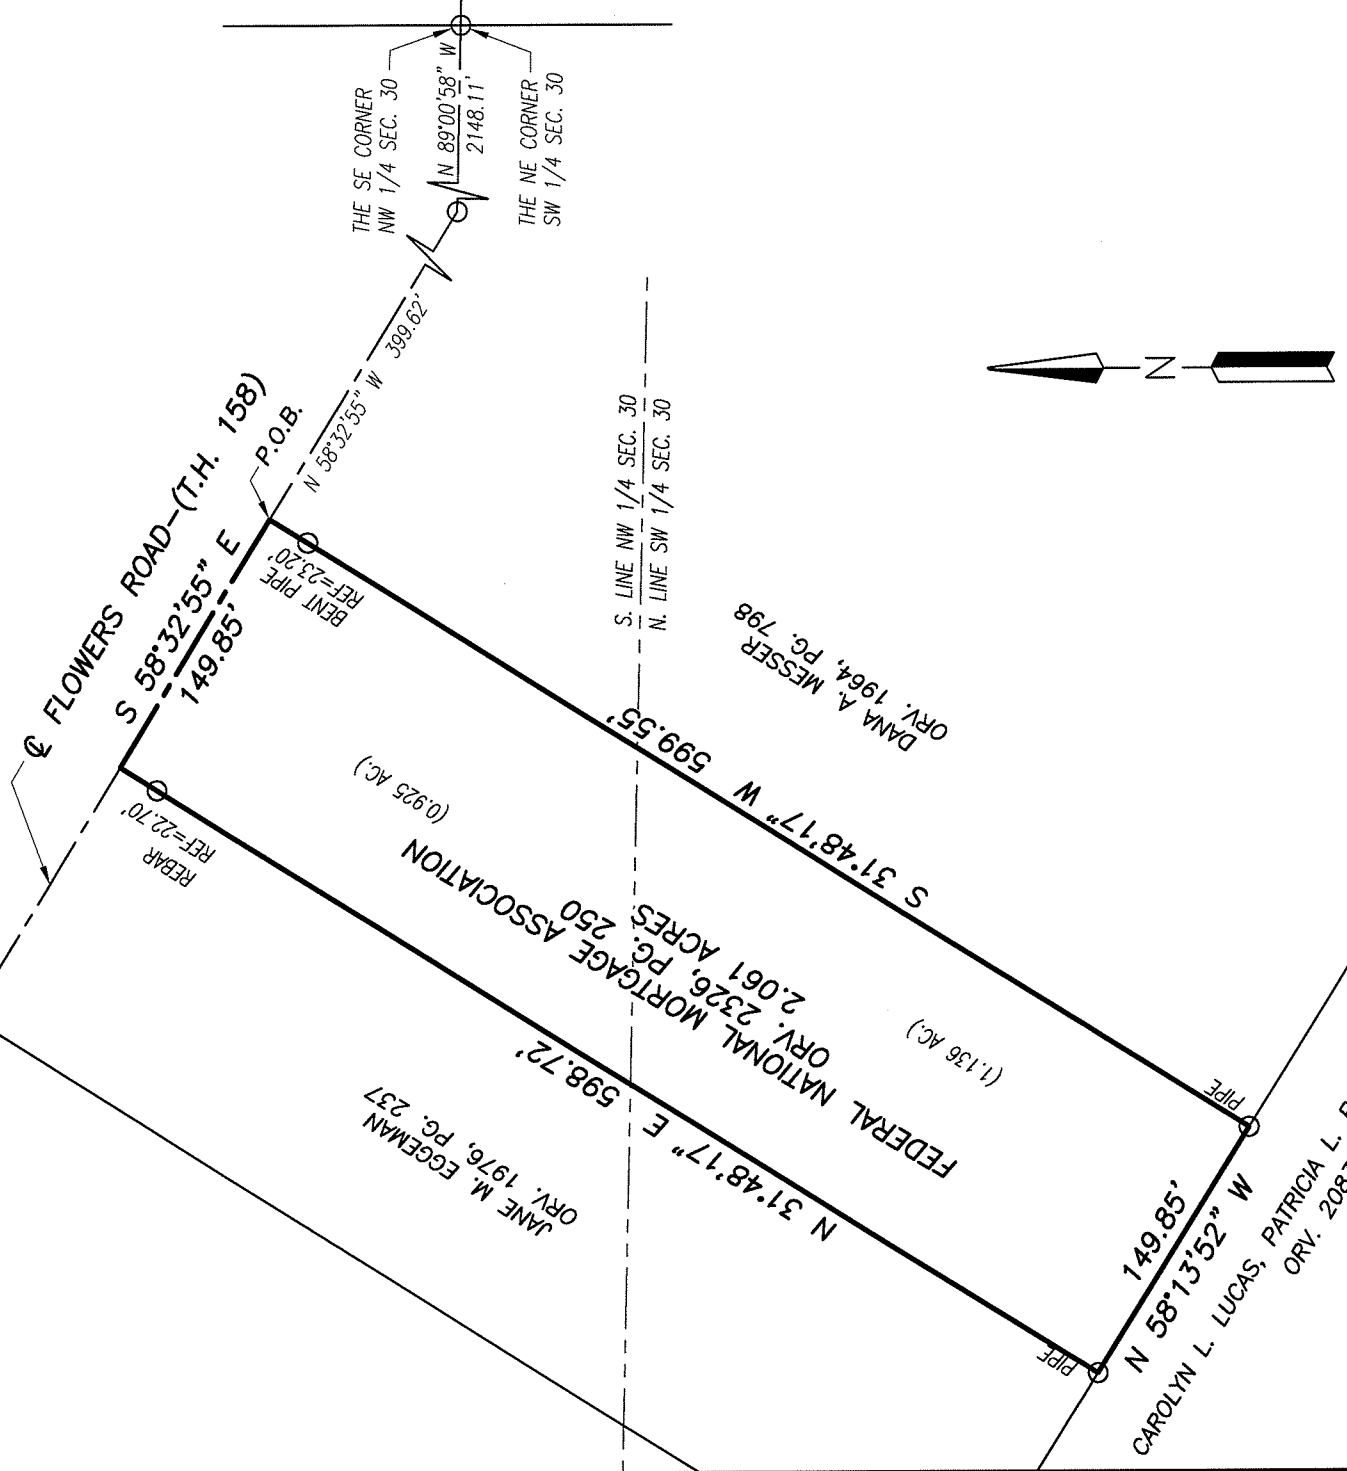 THE SE CORNER
NW 1/4 SEC. 30
N 89°00'58" W
2148.11'
THE NE CORNER
SW 1/4 SEC. 30
N 58°32'55" W 399.62'
℄ FLOWERS ROAD-(T.H. 158)
P.O.B.
S 58°32'55" E
149.85'
BENT PIPE
REF=23.20'
REBAR
REF=22.70'
S. LINE NW 1/4 SEC. 30
N. LINE SW 1/4 SEC. 30
N
DANA A. MESSER
ORV. 1964, PG. 798
S 31°48'17" W 599.55'
(0.925 AC.)
FEDERAL NATIONAL MORTGAGE ASSOCIATION
ORV. 2326, PG. 250
2.061 ACRES
(1.136 AC.)
N 31°48'17" E 598.72'
JANE M. EGGEMAN
ORV. 1976, PG. 237
PIPE
PIPE
149.85'
N 58°13'52" W
CAROLYN L. LUCAS, PATRICIA L.
ORV.